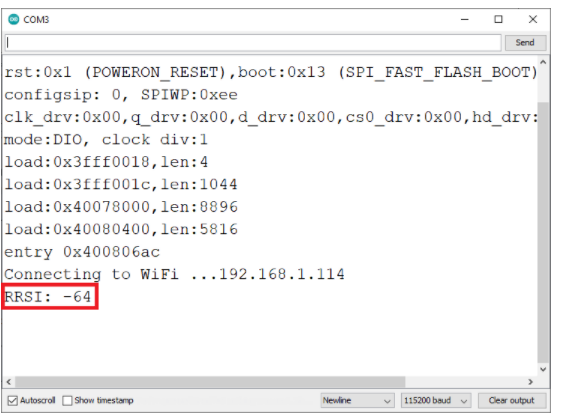 COM3
Send
rst:0x1 (POWERON_RESET),boot:0x13 (SPI_FAST_FLASH_BOOT)
configsip: 0, SPIWP:0xee
clk_drv:0x00,q_drv:0x00,d_drv:0x00,cs0_drv:0x00,hd_drv:
mode:DIO, clock div:1
load:0x3fff0018,len:4
load:0x3fff001c,len:1044
load:0x40078000,len:8896
load:0x40080400,len:5816
entry 0x400806ac
Connecting to WiFi ...192.168.1.114
RRSI: -64
Autoscroll Show timestamp Newline 115200 baud Clear output